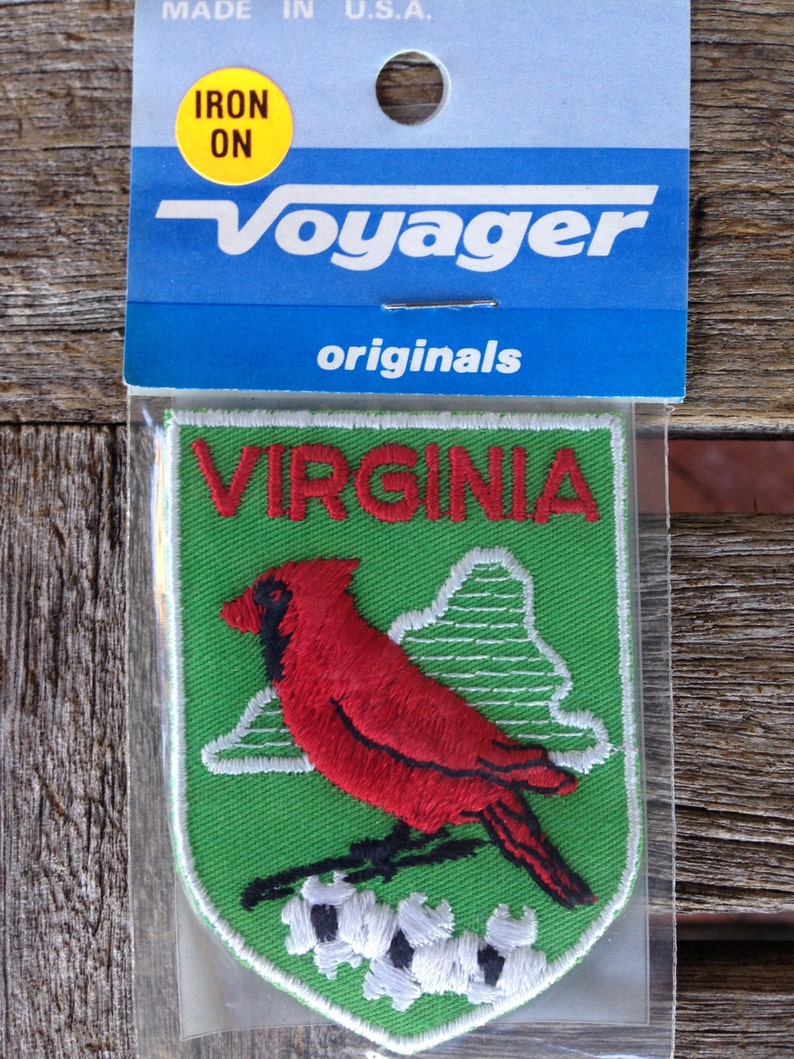 MADE IN U.S.A.
IRON
ON
Voyager
originals
VIRGINIA